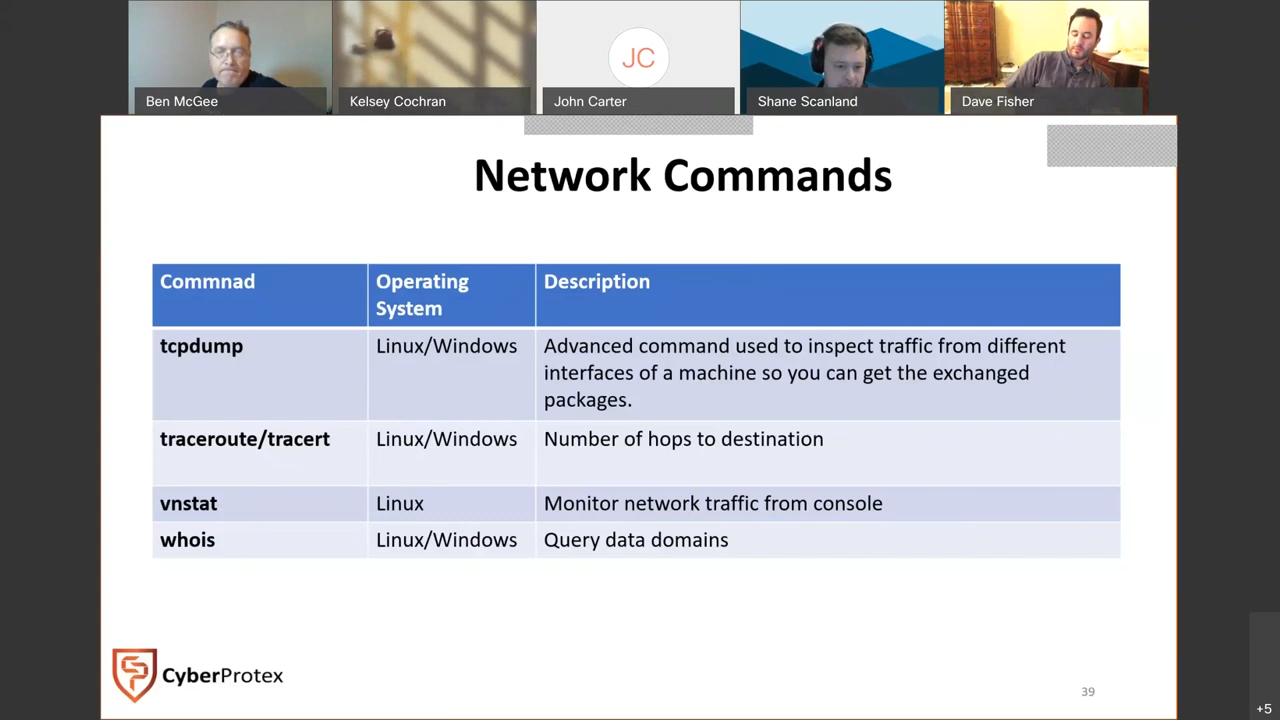 Ben McGee
Kelsey Cochran
JC
John Carter
Shane Scanland
Dave Fisher
Network Commands
Commnad
Operating
System
Description
tcpdump
Linux/Windows
Advanced command used to inspect traffic from different
interfaces of a machine so you can get the exchanged
packages.
traceroute/tracert
Linux/Windows
Number of hops to destination
vnstat
Linux
Monitor network traffic from console
whois
Linux/Windows
Query data domains
CP
CyberProtex
39
+5